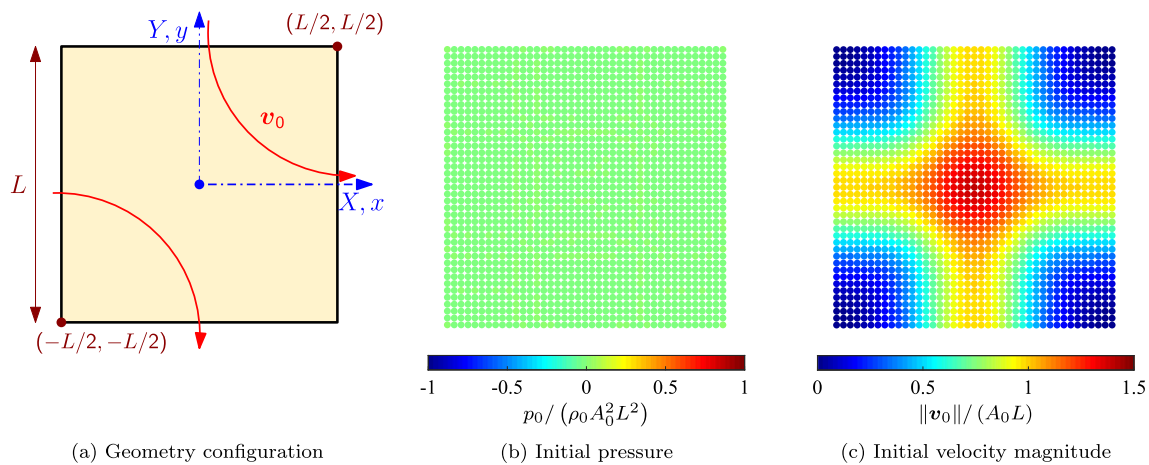 Y, y
(L/2, L/2)
v₀
L
X, x
(−L/2, −L/2)
-1 -0.5 0 0.5 1
p₀/ (ρ₀A₀²L²)
0 0.5 1 1.5
‖v₀‖/ (A₀L)
(a) Geometry configuration
(b) Initial pressure
(c) Initial velocity magnitude